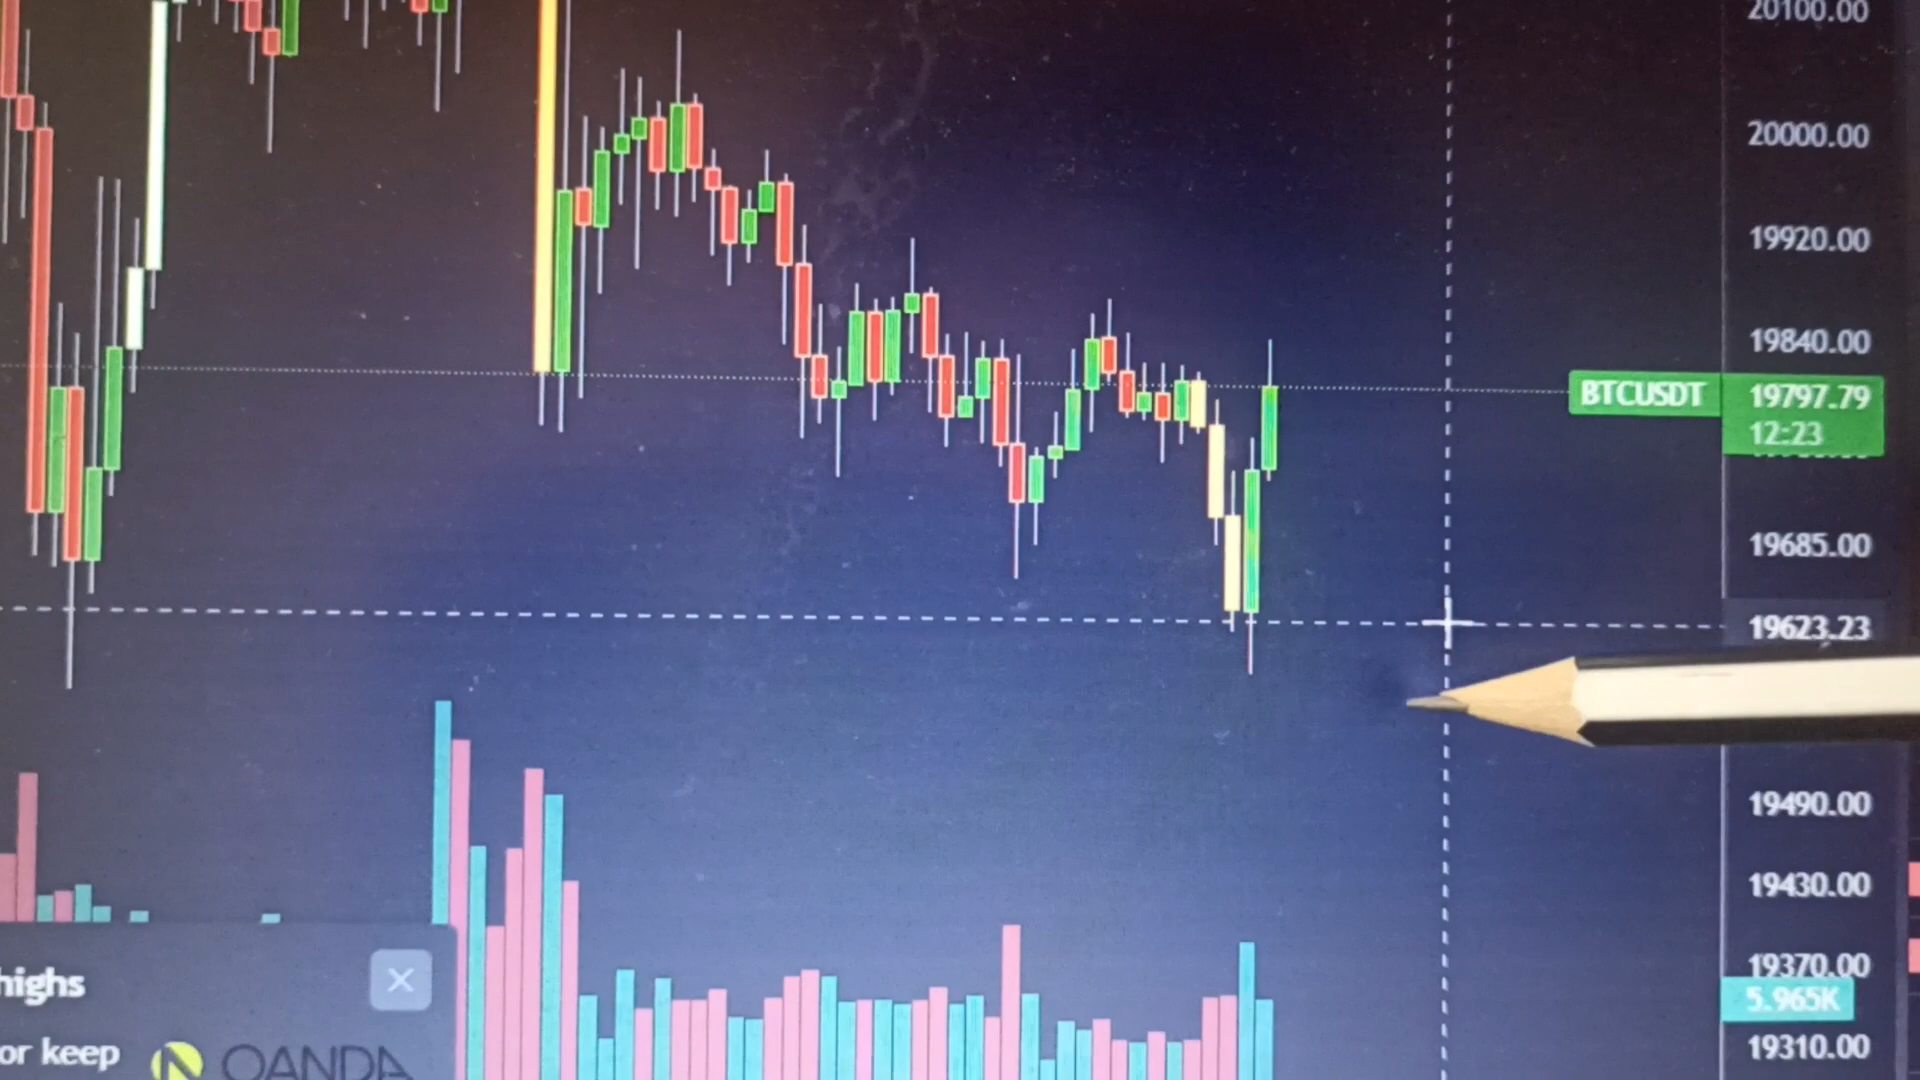 20100.00
20000.00
19920.00
19840.00
BTCUSDT
19797.79
12:23
19685.00
19623.23
19490.00
19430.00
19370.00
5.965K
19310.00
highs
or keep
OANDA